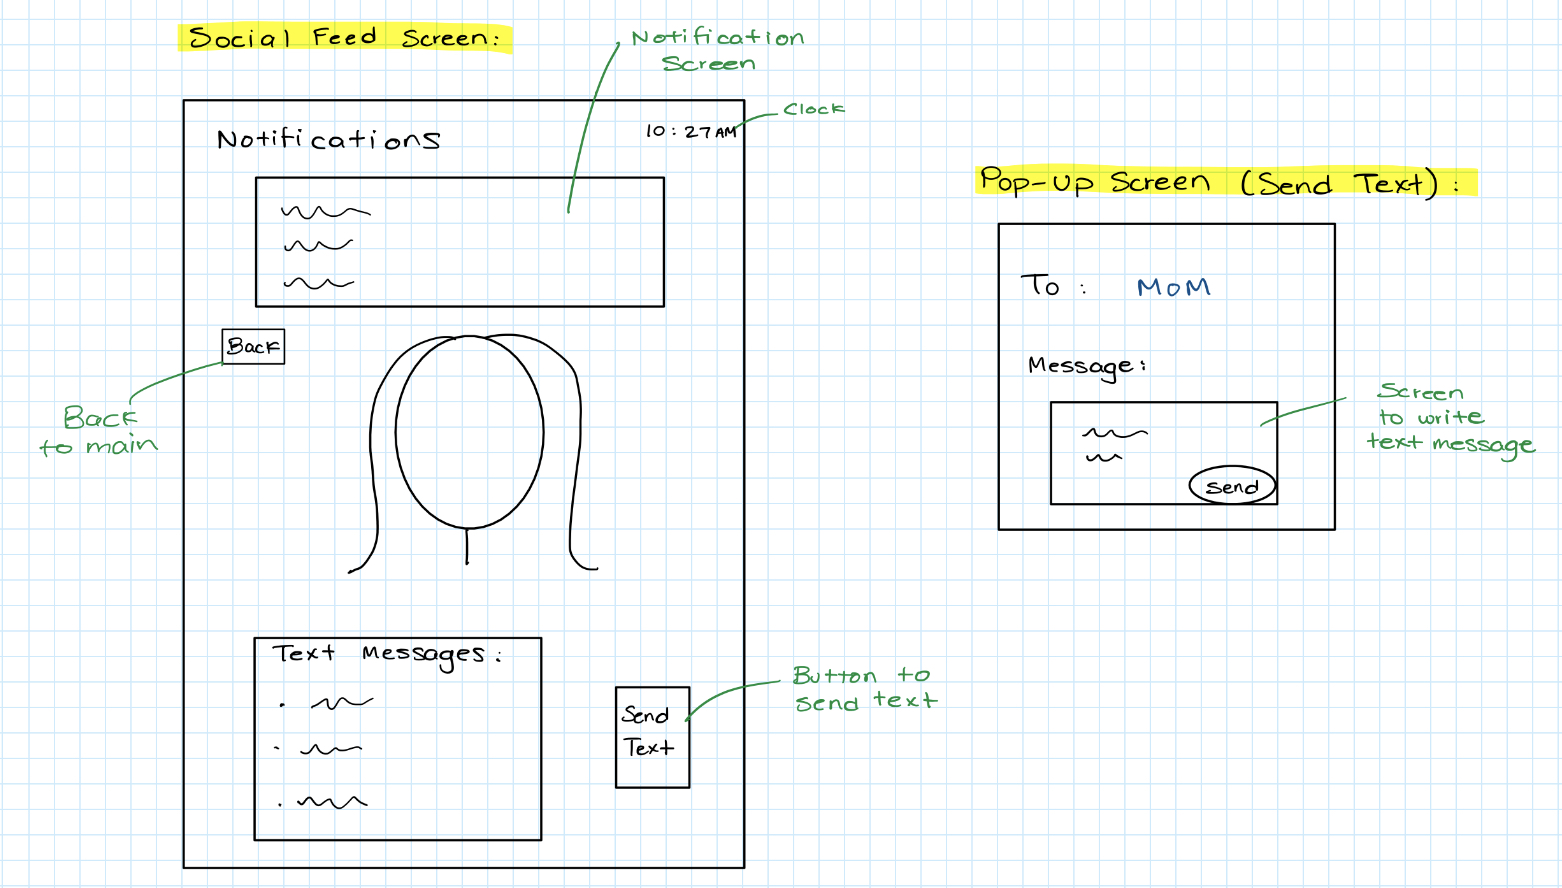 Social Feed Screen:
Notification
Screen
Clock
Notifications
10:27 AM
Back
Back
to main
Text Messages:
Send
Text
Button to
send text
Pop-Up Screen (Send Text):
To: MoM
Message:
Send
Screen
to write
text message